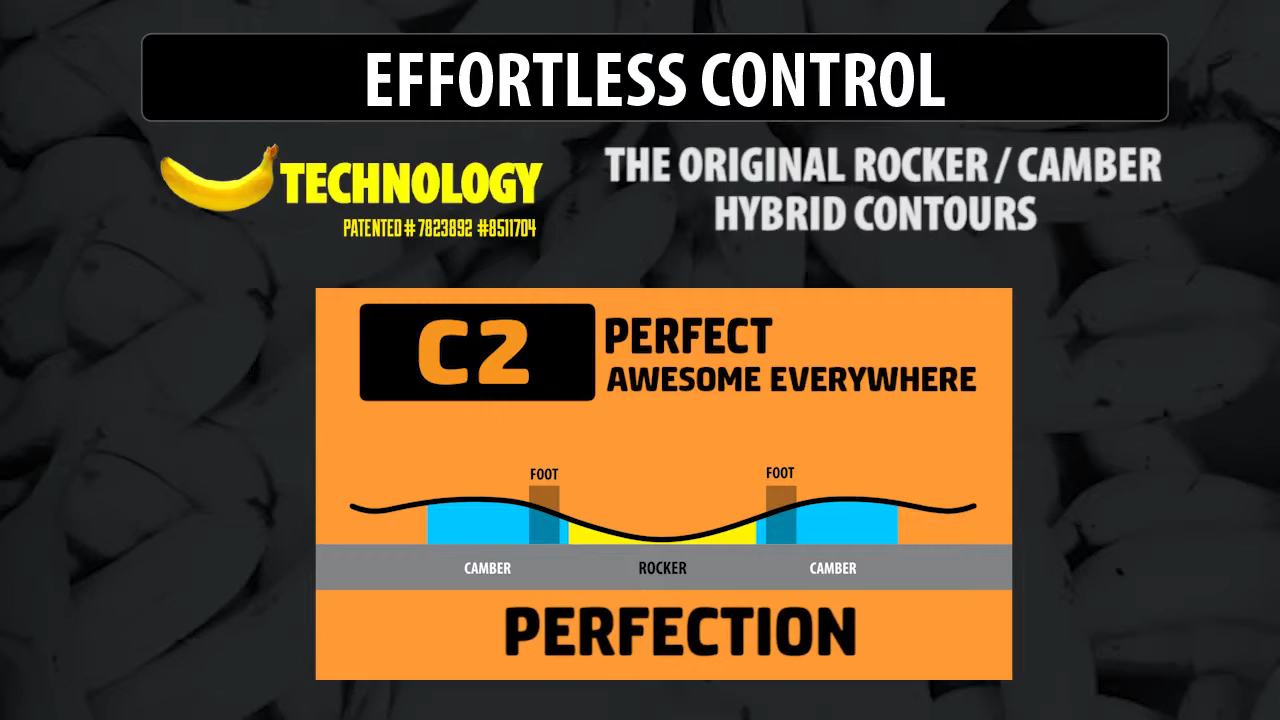 EFFORTLESS CONTROL
TECHNOLOGY
PATENTED # 7823892 #8511704
THE ORIGINAL ROCKER / CAMBER
HYBRID CONTOURS
C2
PERFECT
AWESOME EVERYWHERE
FOOT
FOOT
CAMBER
ROCKER
CAMBER
PERFECTION